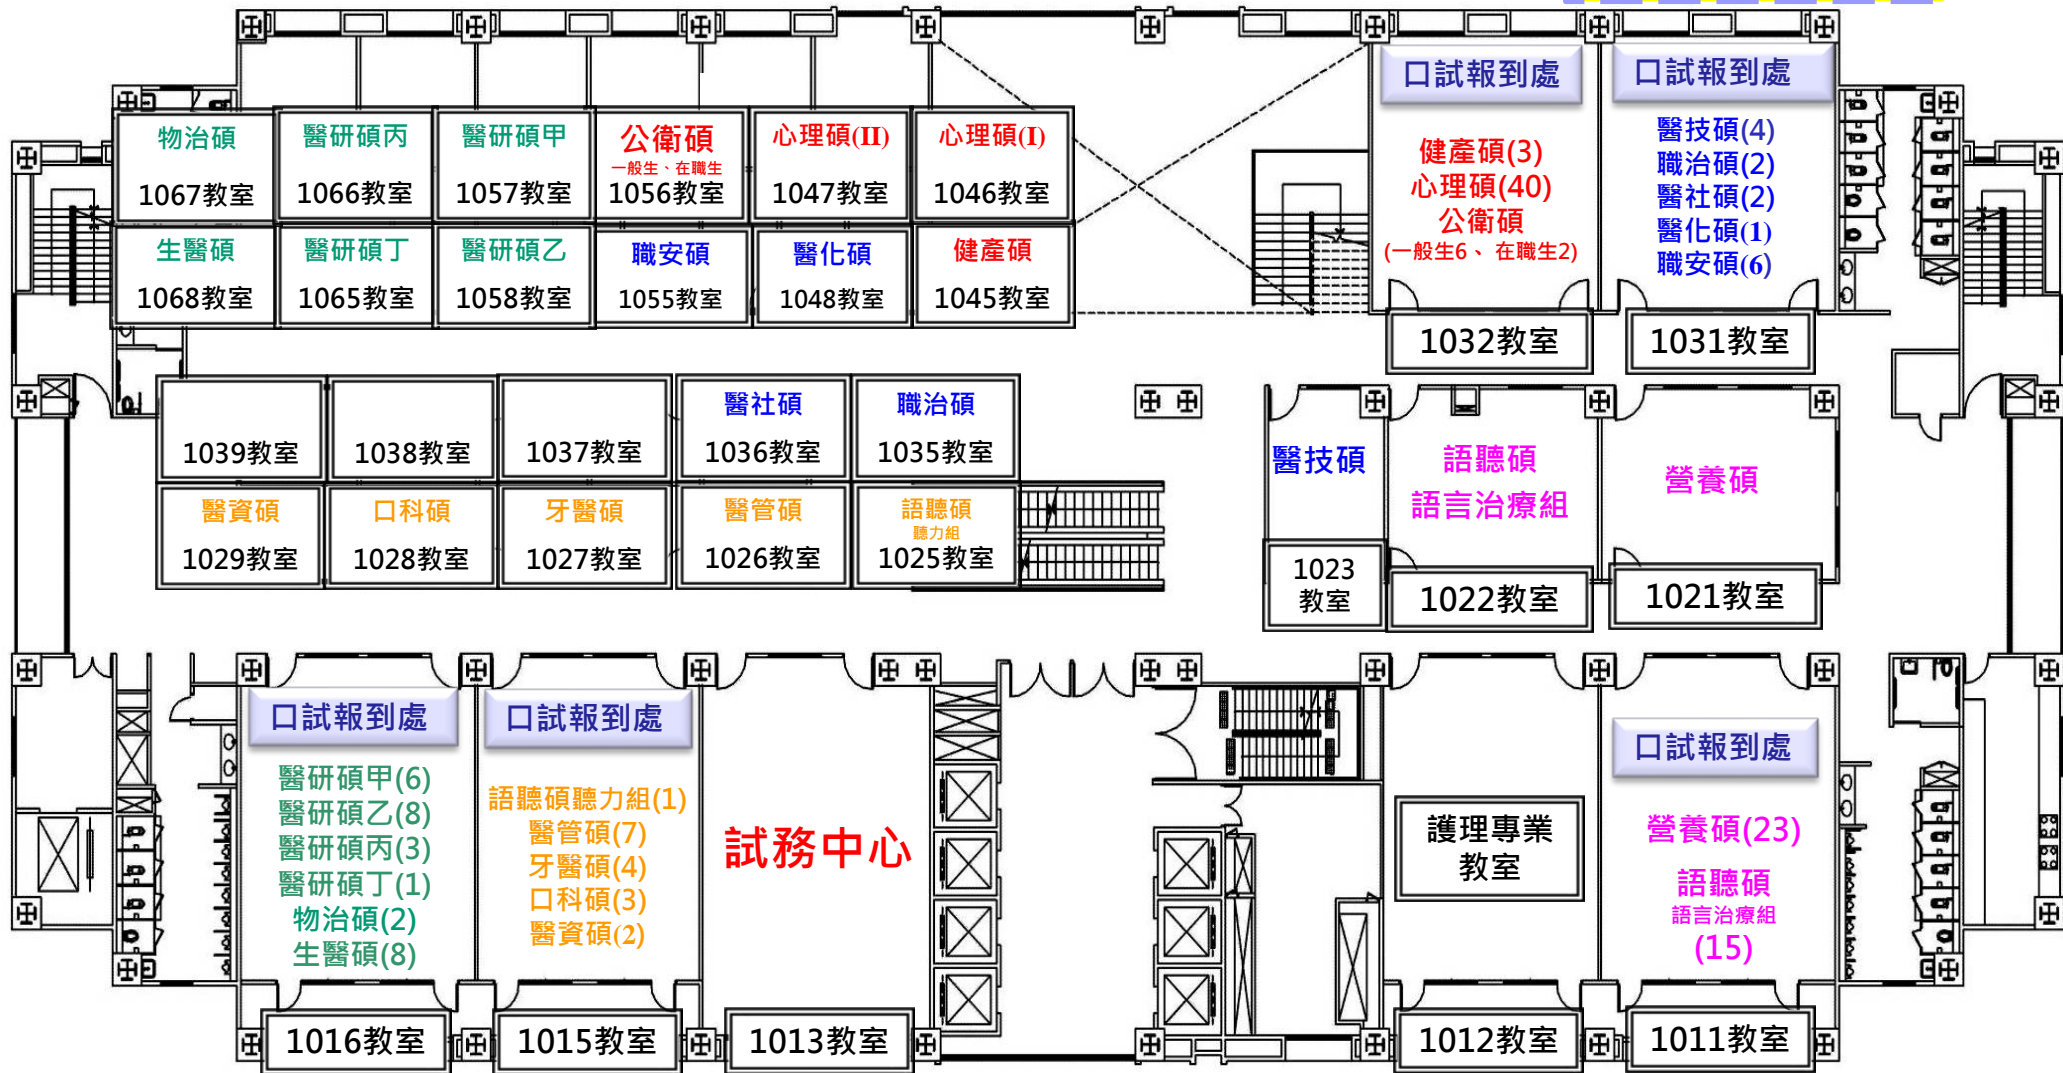 口試報到處
口試報到處
物治碩
1067教室
醫研碩丙
1066教室
醫研碩甲
1057教室
公衛碩
一般生、在職生
1056教室
心理碩(II)
1047教室
心理碩(I)
1046教室
健產碩(3)
心理碩(40)
公衛碩
(一般生6、在職生2)
1032教室
醫技碩(4)
職治碩(2)
醫社碩(2)
醫化碩(1)
職安碩(6)
1031教室
生醫碩
1068教室
醫研碩丁
1065教室
醫研碩乙
1058教室
職安碩
1055教室
醫化碩
1048教室
健產碩
1045教室
1039教室
1038教室
1037教室
醫社碩
1036教室
職治碩
1035教室
醫資碩
1029教室
口科碩
1028教室
牙醫碩
1027教室
醫管碩
1026教室
語聽碩
聽力組
1025教室
醫技碩
1023
教室
語聽碩
語言治療組
1022教室
營養碩
1021教室
口試報到處
醫研碩甲(6)
醫研碩乙(8)
醫研碩丙(3)
醫研碩丁(1)
物治碩(2)
生醫碩(8)
1016教室
口試報到處
語聽碩聽力組(1)
醫管碩(7)
牙醫碩(4)
口科碩(3)
醫資碩(2)
1015教室
試務中心
1013教室
護理專業
教室
1012教室
口試報到處
營養碩(23)
語聽碩
語言治療組
(15)
1011教室